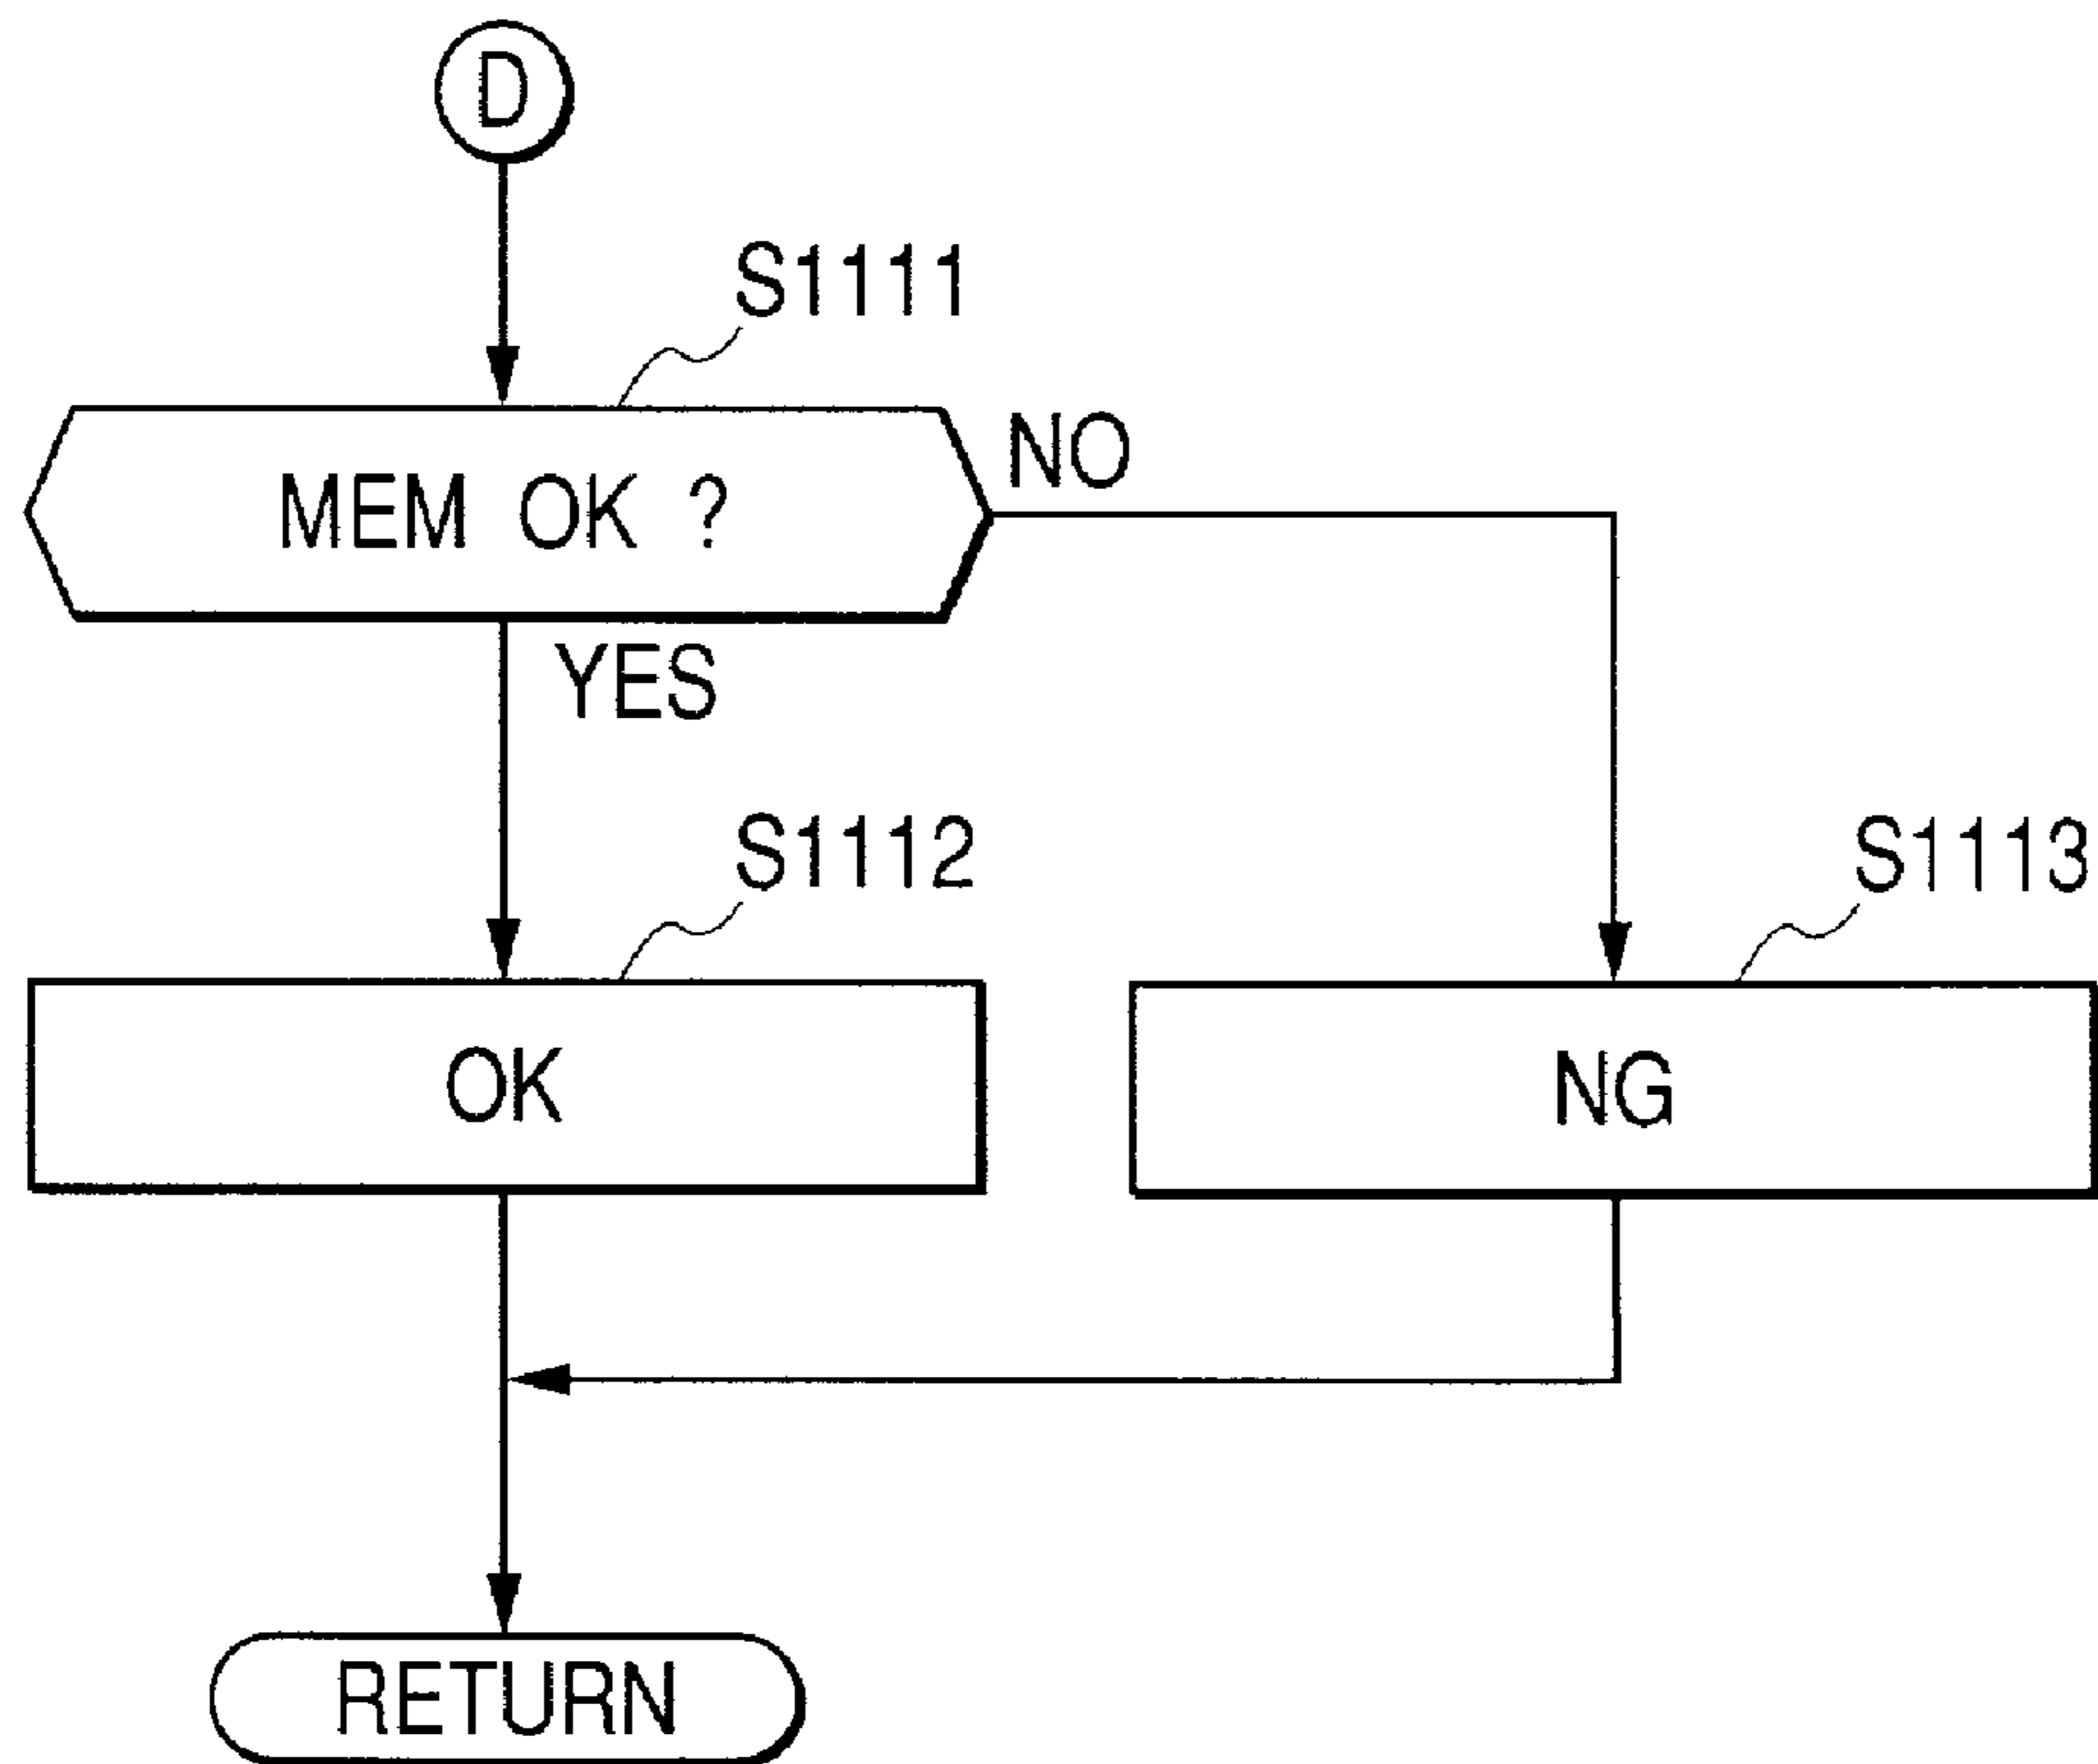 D
S1111
MEM OK ?
NO
YES
S1112
S1113
OK
NG
RETURN